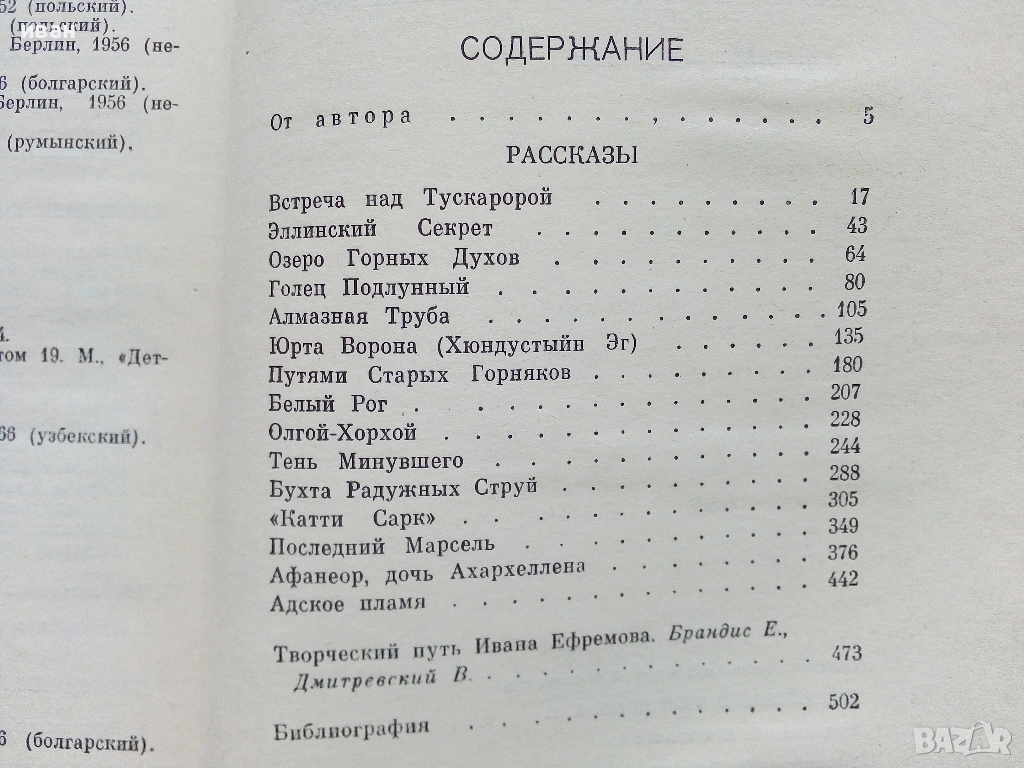 52 (польский).
(польский).
иван
Берлин, 1956 (не-
6 (болгарский).
Берлин, 1956 (не-
(румынский),
4.
том 19. М., «Дет-
66 (узбекский).
6 (болгарский).
СОДЕРЖАНИЕ
От автора . . . . . . , . . . . . . 5
РАССКАЗЫ
Встреча над Тускаророй . . . . . . . . . 17
Эллинский Секрет . . . . . . . . . . . 43
Озеро Горных Духов . . . . . . . . . . 64
Голец Подлунный . . . . . . . . . . . . 80
Алмазная Труба . . . . . . . . . . . . 105
Юрта Ворона (Хюндустыйн Эг) . . . . . . 135
Путями Старых Горняков . . . . . . . . . 180
Белый Рог . . . . . . . . . . . . . . 207
Олгой-Хорхой . . . . . . . . . . . . . 228
Тень Минувшего . . . . . . . . . . . . 244
Бухта Радужных Струй . . . . . . . . . . 288
«Катти Сарк» . . . . . . . . . . . . . 305
Последний Марсель . . . . . . . . . . . 349
Афанеор, дочь Ахархеллена . . . . . . . . 376
Адское пламя . . . . . . . . . . . . . 442
Творческий путь Ивана Ефремова. Брандис Е.,
Дмитревский В. . . . . . . . . . . . . 473
Библиография . . . . . . . . . . . . . 502
BAZAR